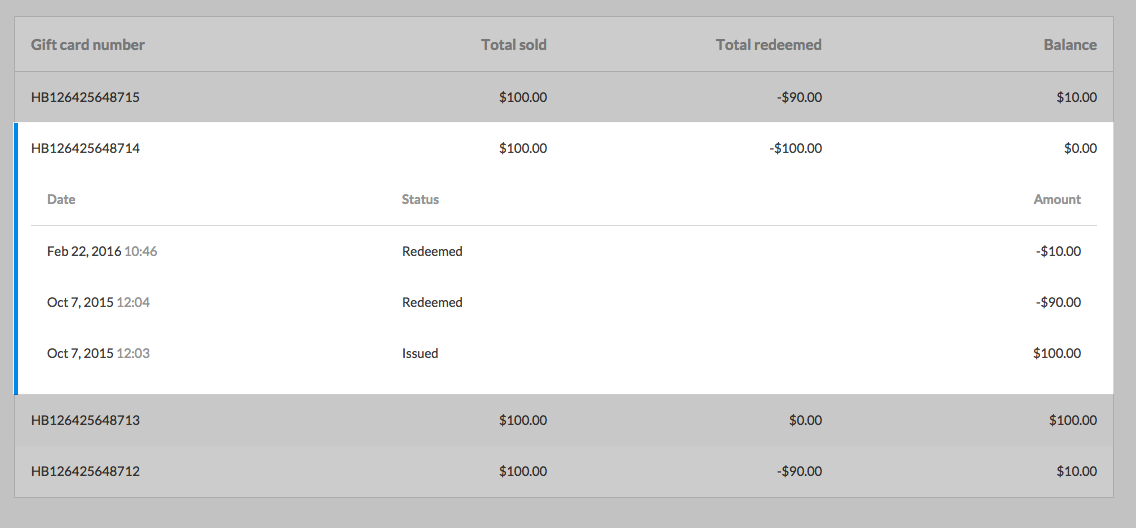 Gift card number Total sold Total redeemed Balance
HB126425648715 $100.00 -$90.00 $10.00
HB126425648714 $100.00 -$100.00 $0.00
Date Status Amount
Feb 22, 2016 10:46 Redeemed -$10.00
Oct 7, 2015 12:04 Redeemed -$90.00
Oct 7, 2015 12:03 Issued $100.00
HB126425648713 $100.00 $0.00 $100.00
HB126425648712 $100.00 -$90.00 $10.00